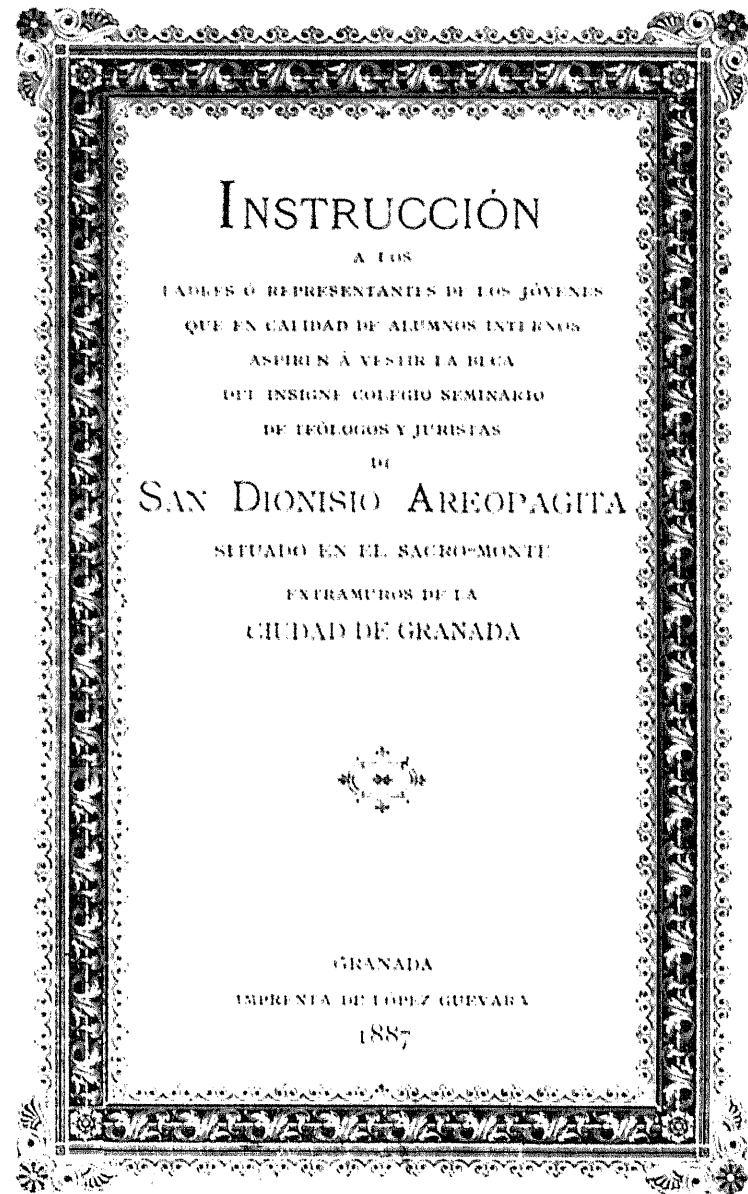 INSTRUCCIÓN
A LOS
PADRES Ó REPRESENTANTES DE LOS JÓVENES
QUE EN CALIDAD DE ALUMNOS INTERNOS
ASPIREN Á VESTIR LA BECA
DEL INSIGNE COLEGIO SEMINARIO
DE TEÓLOGOS Y JURISTAS
DE
SAN DIONISIO AREOPAGITA
SITUADO EN EL SACRO-MONTE
EXTRAMUROS DE LA
CIUDAD DE GRANADA
GRANADA
IMPRENTA DE LÓPEZ GUEVARA
1887